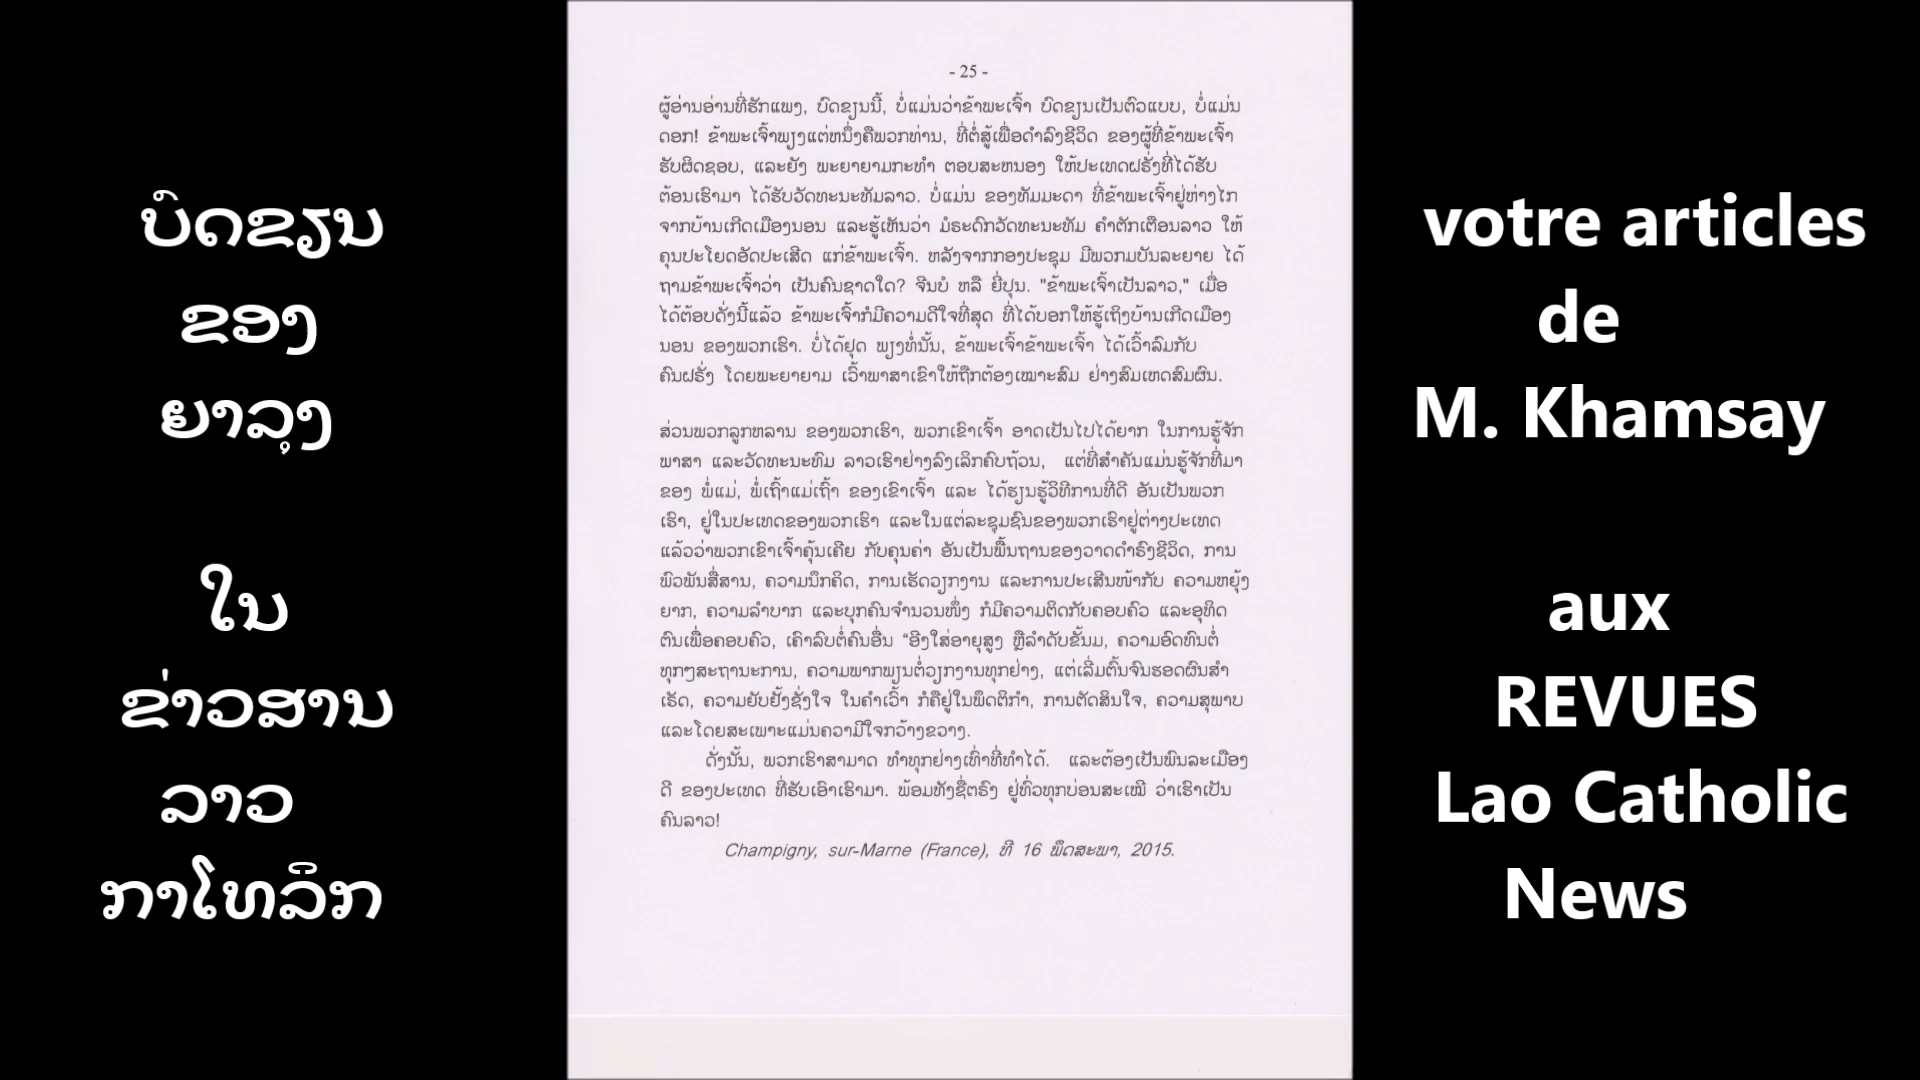 ບົດຂຽນ
ຂອງ
ຍາລຸງ
ໃນ
ຂ່າວສານ
ລາວ
ກາໂທລິກ
- 25 -
ຜູ້ອ່ານອ່ານທີ່ຮັກແພງ, ບົດຂຽນນີ້, ບໍ່ແມ່ນວ່າຂ້າພະເຈົ້າ ບົດຂຽນເປັນຕົວແບບ, ບໍ່ແມ່ນ
ດອກ! ຂ້າພະເຈົ້າພຽງແຕ່ຫນຶ່ງຄືພວກທ່ານ, ທີ່ຕໍ່ສູ້ເພື່ອດຳລົງຊີວິດ ຂອງຜູ້ທີ່ຂ້າພະເຈົ້າ
ຮັບຜິດຊອບ, ແລະຍັງ ພະຍາຍາມກະທຳ ຕອບສະຫນອງ ໃຫ້ປະເທດຝຣັ່ງທີ່ໄດ້ຮັບ
ຕ້ອນເຮົາມາ ໄດ້ຮັບວັດທະນະທັມລາວ. ບໍ່ແມ່ນ ຂອງທັມມະດາ ທີ່ຂ້າພະເຈົ້າຢູ່ຫ່າງໄກ
ຈາກບ້ານເກີດເມືອງນອນ ແລະຮູ້ເຫັນວ່າ ມໍຣະດົກວັດທະນະທັມ ຄຳຕັກເຕືອນລາວ ໃຫ້
ຄຸນປະໂຍດອັດປະເສີດ ແກ່ຂ້າພະເຈົ້າ. ຫລັງຈາກກອງປະຊຸມ ມີພວກມບັນລະຍາຍ ໄດ້
ຖາມຂ້າພະເຈົ້າວ່າ ເປັນຄົນຊາດໃດ? ຈີນບໍ ຫລື ຍີ່ປຸນ. "ຂ້າພະເຈົ້າເປັນລາວ," ເມື່ອ
ໄດ້ຕ້ອບດັ່ງນີ້ແລ້ວ ຂ້າພະເຈົ້າກໍມີຄວາມດີໃຈທີ່ສຸດ ທີ່ໄດ້ບອກໃຫ້ຮູ້ເຖິງບ້ານເກີດເມືອງ
ນອນ ຂອງພວກເຮົາ. ບໍ່ໄດ້ຢຸດ ພຽງທໍ່ນັ້ນ, ຂ້າພະເຈົ້າຂ້າພະເຈົ້າ ໄດ້ເວົ້າລົມກັບ
ຄົນຝຣັ່ງ ໂດຍພະຍາຍາມ ເວົ້າພາສາເຂົາໃຫ້ຖືກຕ້ອງເໝາະສົມ ຢ່າງສົມເຫດສົມຜົນ.
ສ່ວນພວກລູກຫລານ ຂອງພວກເຮົາ, ພວກເຂົາເຈົ້າ ອາດເປັນໄປໄດ້ຍາກ ໃນການຮູ້ຈັກ
ພາສາ ແລະວັດທະນະທັມ ລາວເຮົາຢ່າງລົງເລິກຄົບຖ້ວນ, ແຕ່ທີ່ສຳຄັນແມ່ນຮູ້ຈັກທີ່ມາ
ຂອງ ພໍ່ແມ່, ພໍ່ເຖົ້າແມ່ເຖົ້າ ຂອງເຂົາເຈົ້າ ແລະ ໄດ້ຮຽນຮູ້ວິທີການທີ່ດີ ອັນເປັນພວກ
ເຮົາ, ຢູ່ໃນປະເທດຂອງພວກເຮົາ ແລະໃນແຕ່ລະຊຸມຊົນຂອງພວກເຮົາຢູ່ຕ່າງປະເທດ
ແລ້ວວ່າພວກເຂົາເຈົ້າຄຸ້ນເຄີຍ ກັບຄຸນຄ່າ ອັນເປັນພື້ນຖານຂອງວາດດຳຣົງຊີວິດ, ການ
ພົວພັນສື່ສານ, ຄວາມນຶກຄິດ, ການເຮັດວຽກງານ ແລະການປະເສີນໜ້າກັບ ຄວາມຫຍຸ້ງ
ຍາກ, ຄວາມລຳບາກ ແລະບຸກຄົນຈຳນວນໜຶ່ງ ກໍມີຄວາມຕິດກັບຄອບຄົວ ແລະອຸທິດ
ຕົນເພື່ອຄອບຄົວ, ເຄົາລົບຕໍ່ຄົນອື່ນ “ອີງໃສ່ອາຍຸສູງ ຫຼືລຳດັບຂັ້ນມ, ຄວາມອົດທົນຕໍ່
ທຸກໆສະຖານະການ, ຄວາມພາກພຽນຕໍ່ວຽກງານທຸກຢ່າງ, ແຕ່ເລີ່ມຕົ້ນຈົນຮອດຜົນສຳ
ເຣັດ, ຄວາມຍັບຢັ້ງຊັ່ງໃຈ ໃນຄຳເວົ້າ ກໍຄືຢູ່ໃນພຶດຕິກຳ, ການຕັດສິນໃຈ, ຄວາມສຸພາບ
ແລະໂດຍສະເພາະແມ່ນຄວາມີໃຈກວ້າງຂວາງ.
ດັ່ງນັ້ນ, ພວກເຮົາສາມາດ ທຳທຸກຢ່າງເທົ່າທີ່ທຳໄດ້. ແລະຕ້ອງເປັນພົນລະເມືອງ
ດີ ຂອງປະເທດ ທີ່ຮັບເອົາເຮົາມາ. ພ້ອມທັງຊື່ຕຣົງ ຢູ່ທົ່ວທຸກບ່ອນສະເໝີ ວ່າເຮົາເປັນ
ຄົນລາວ!
Champigny, sur-Marne (France), ທີ 16 ພຶດສະພາ, 2015.
votre articles
de
M. Khamsay
aux
REVUES
Lao Catholic
News